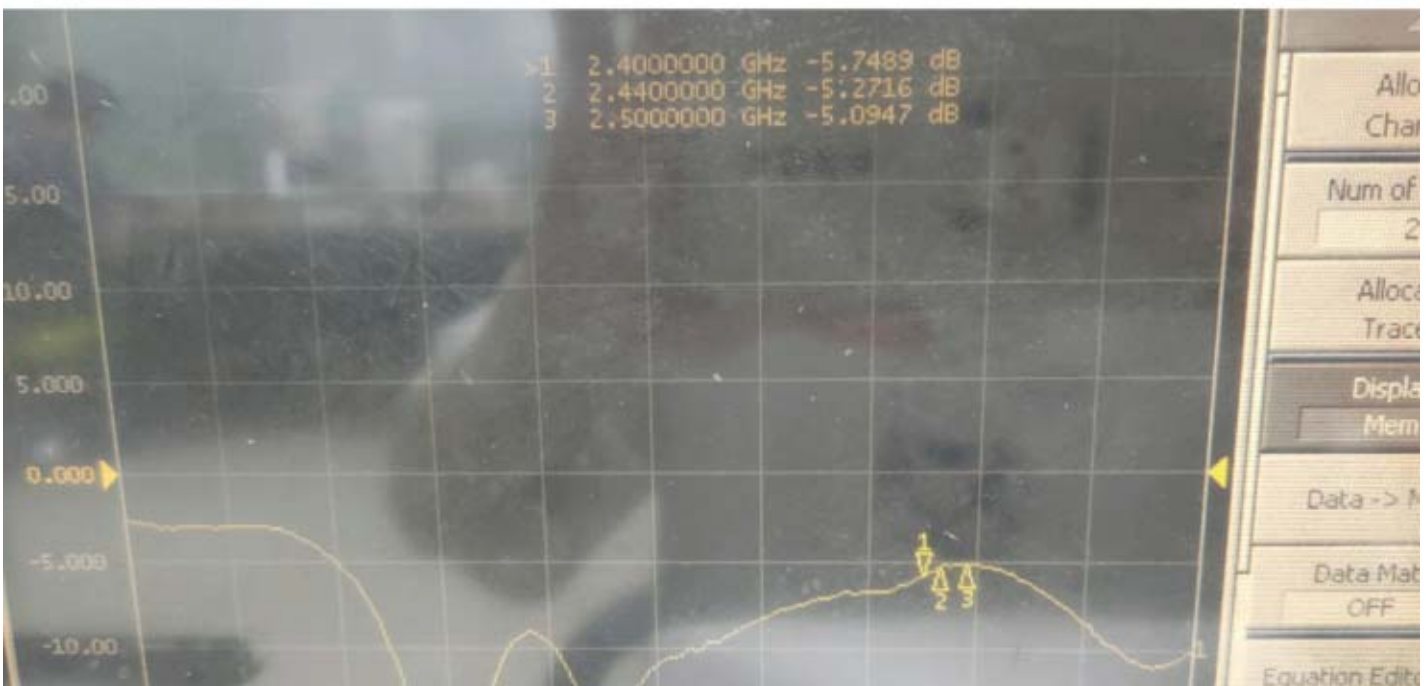 >1 2.4000000 GHz -5.7489 dB
2 2.4400000 GHz -5.2716 dB
3 2.5000000 GHz -5.0947 dB
.00
5.00
10.00
5.000
0.000
-5.000
-10.00
1
2
3
1
Allo
Chan
Num of
2
Alloca
Trace
Displa
Mem
Data -> M
Data Mat
OFF
Equation Edito